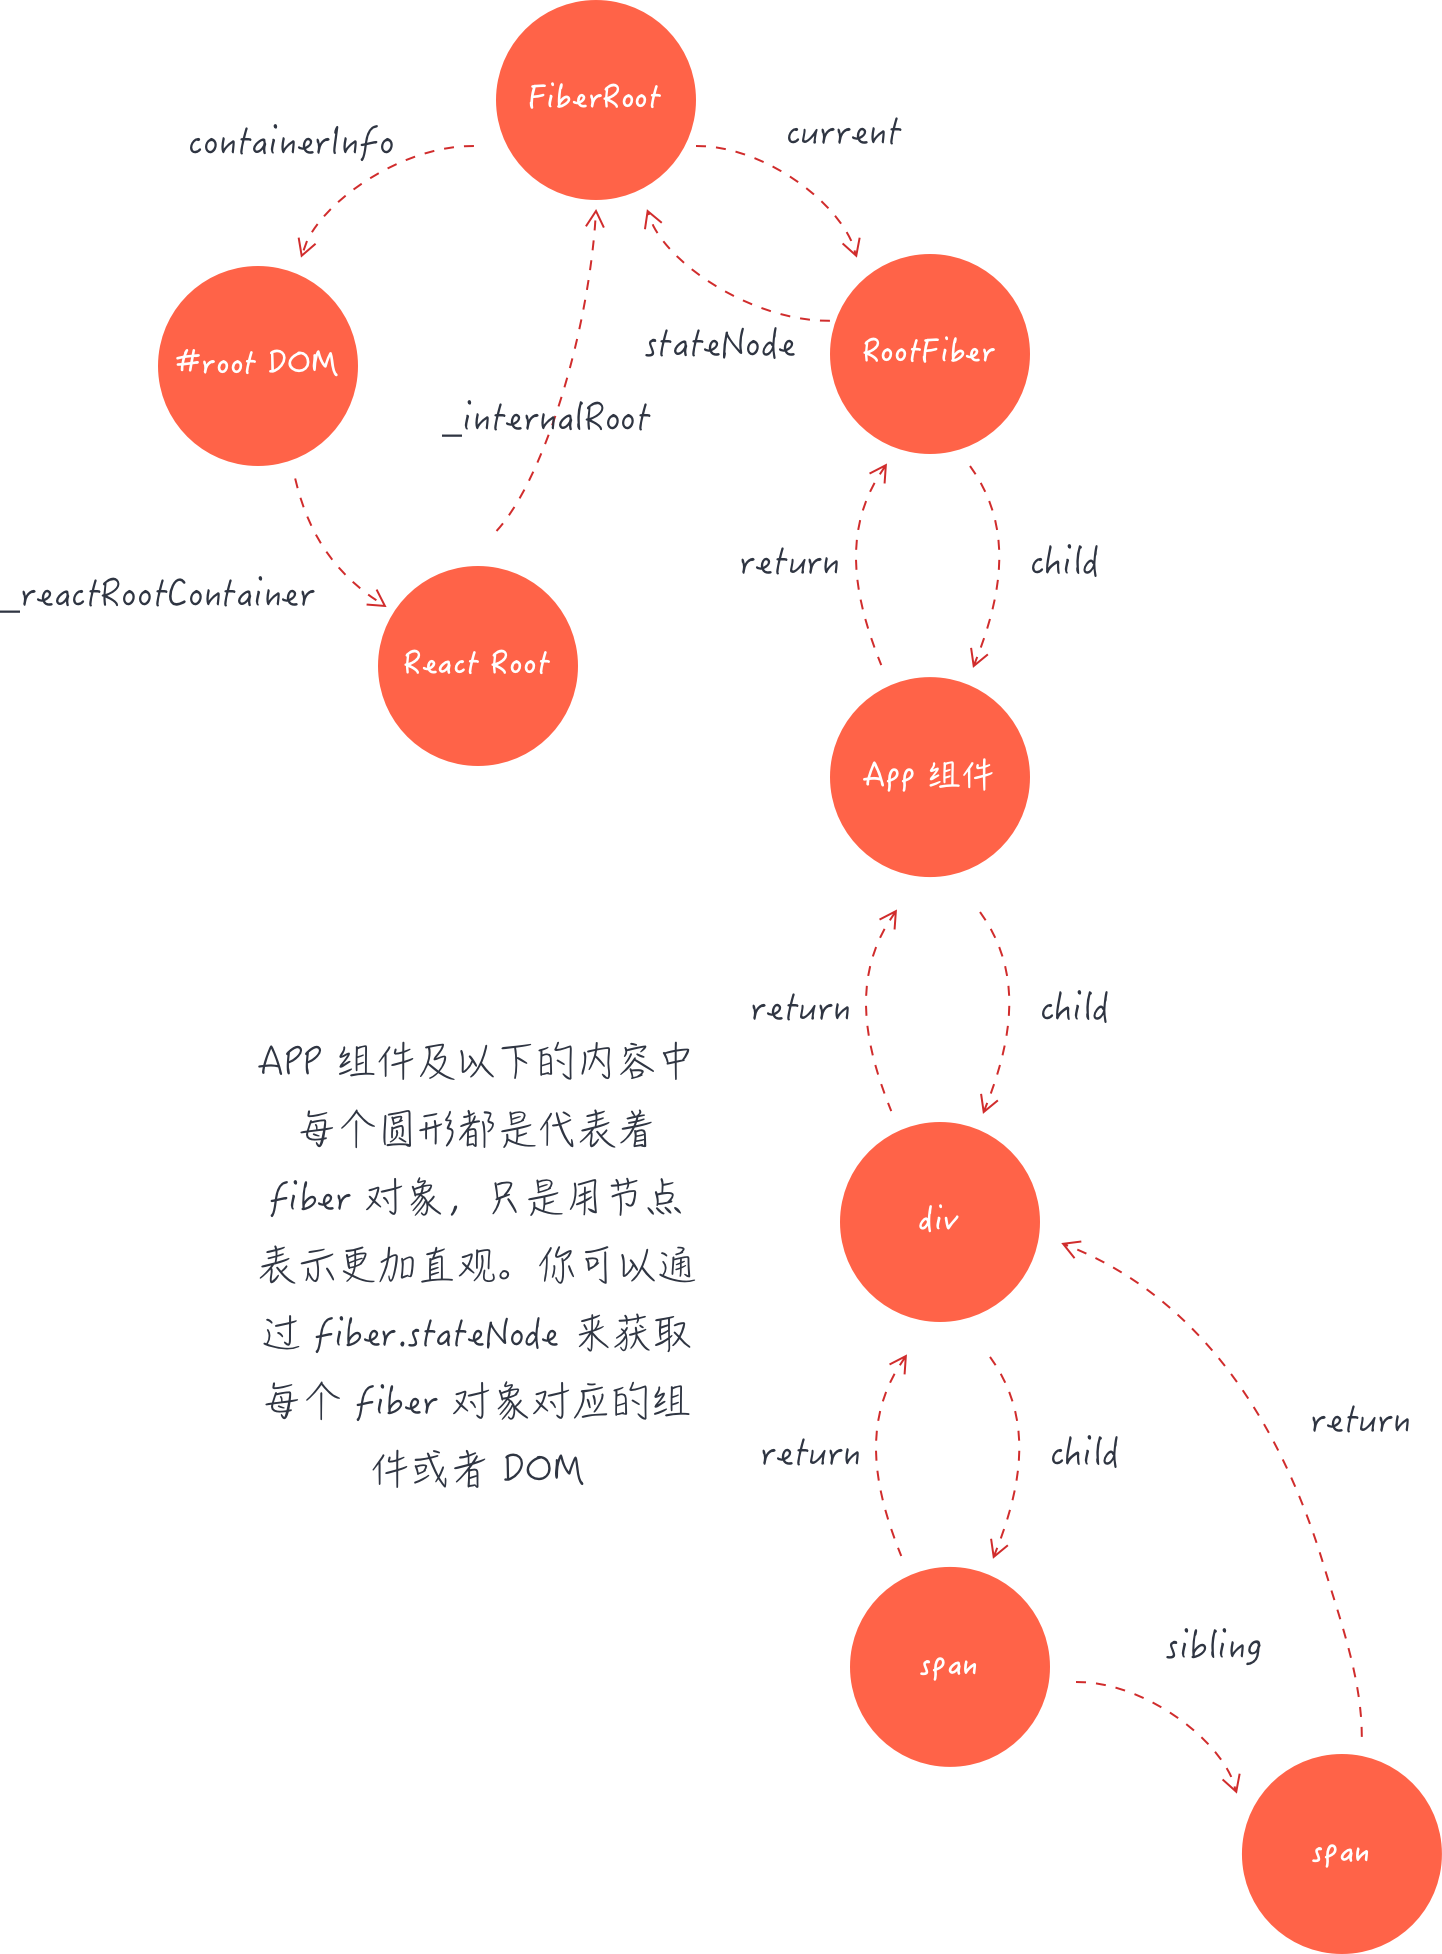 FiberRoot
containerInfo
current
#root DOM
stateNode
RootFiber
_internalRoot
_reactRootContainer
return
child
React Root
App 组件
return
child
APP 组件及以下的内容中
每个圆形都是代表着
fiber 对象，只是用节点
表示更加直观。你可以通
过 fiber.stateNode 来获取
每个 fiber 对象对应的组
件或者 DOM
div
return
child
return
span
sibling
span